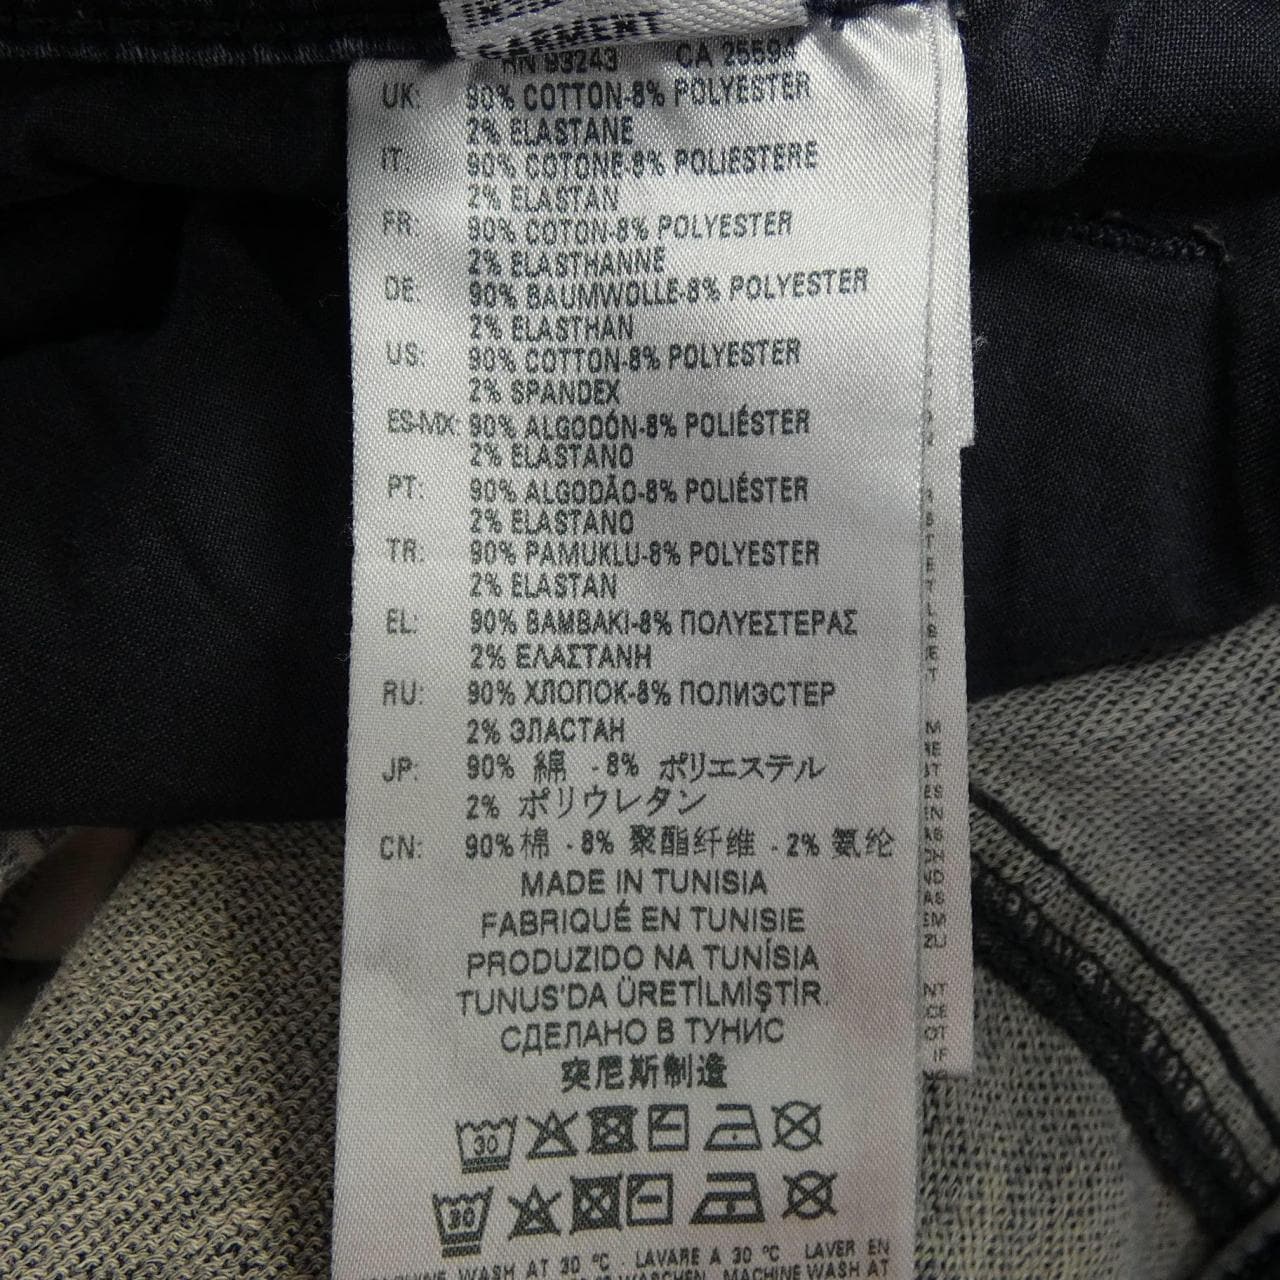 GARMENT
RN 93243 CA 25594
UK: 90% COTTON-8% POLYESTER
2% ELASTANE
IT: 90% COTONE-8% POLIESTERE
2% ELASTAN
FR: 90% COTON-8% POLYESTER
2% ELASTHANNE
DE: 90% BAUMWOLLE-8% POLYESTER
2% ELASTHAN
US: 90% COTTON-8% POLYESTER
2% SPANDEX
ES-MX: 90% ALGODÓN-8% POLIÉSTER
2% ELASTANO
PT: 90% ALGODÃO-8% POLIÉSTER
2% ELASTANO
TR: 90% PAMUKLU-8% POLYESTER
2% ELASTAN
EL: 90% BAMBAKI-8% ΠΟΛΥΕΣΤΕΡΑΣ
2% ΕΛΑΣΤΑΝΗ
RU: 90% ХЛОПОК-8% ПОЛИЭСТЕР
2% ЭЛАСТАН
JP: 90% 綿 -8% ポリエステル
2% ポリウレタン
CN: 90% 棉 -8% 聚酯纤维 -2% 氨纶
MADE IN TUNISIA
FABRIQUÉ EN TUNISIE
PRODUZIDO NA TUNÍSIA
TUNUS'DA ÜRETİLMİŞTİR.
СДЕЛАНО В ТУНИС
突尼斯制造
30
30
WASH AT 30 °C . LAVARE A 30 °C . LAVER EN
WASCHEN . MACHINE WASH AT